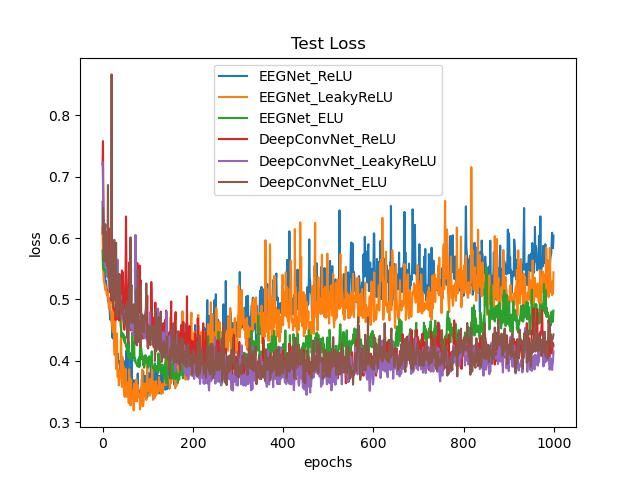 Test Loss
EEGNet_ReLU
EEGNet_LeakyReLU
EEGNet_ELU
DeepConvNet_ReLU
DeepConvNet_LeakyReLU
DeepConvNet_ELU
0.8
0.7
0.6
loss
0.5
0.4
0.3
0 200 400 600 800 1000
epochs